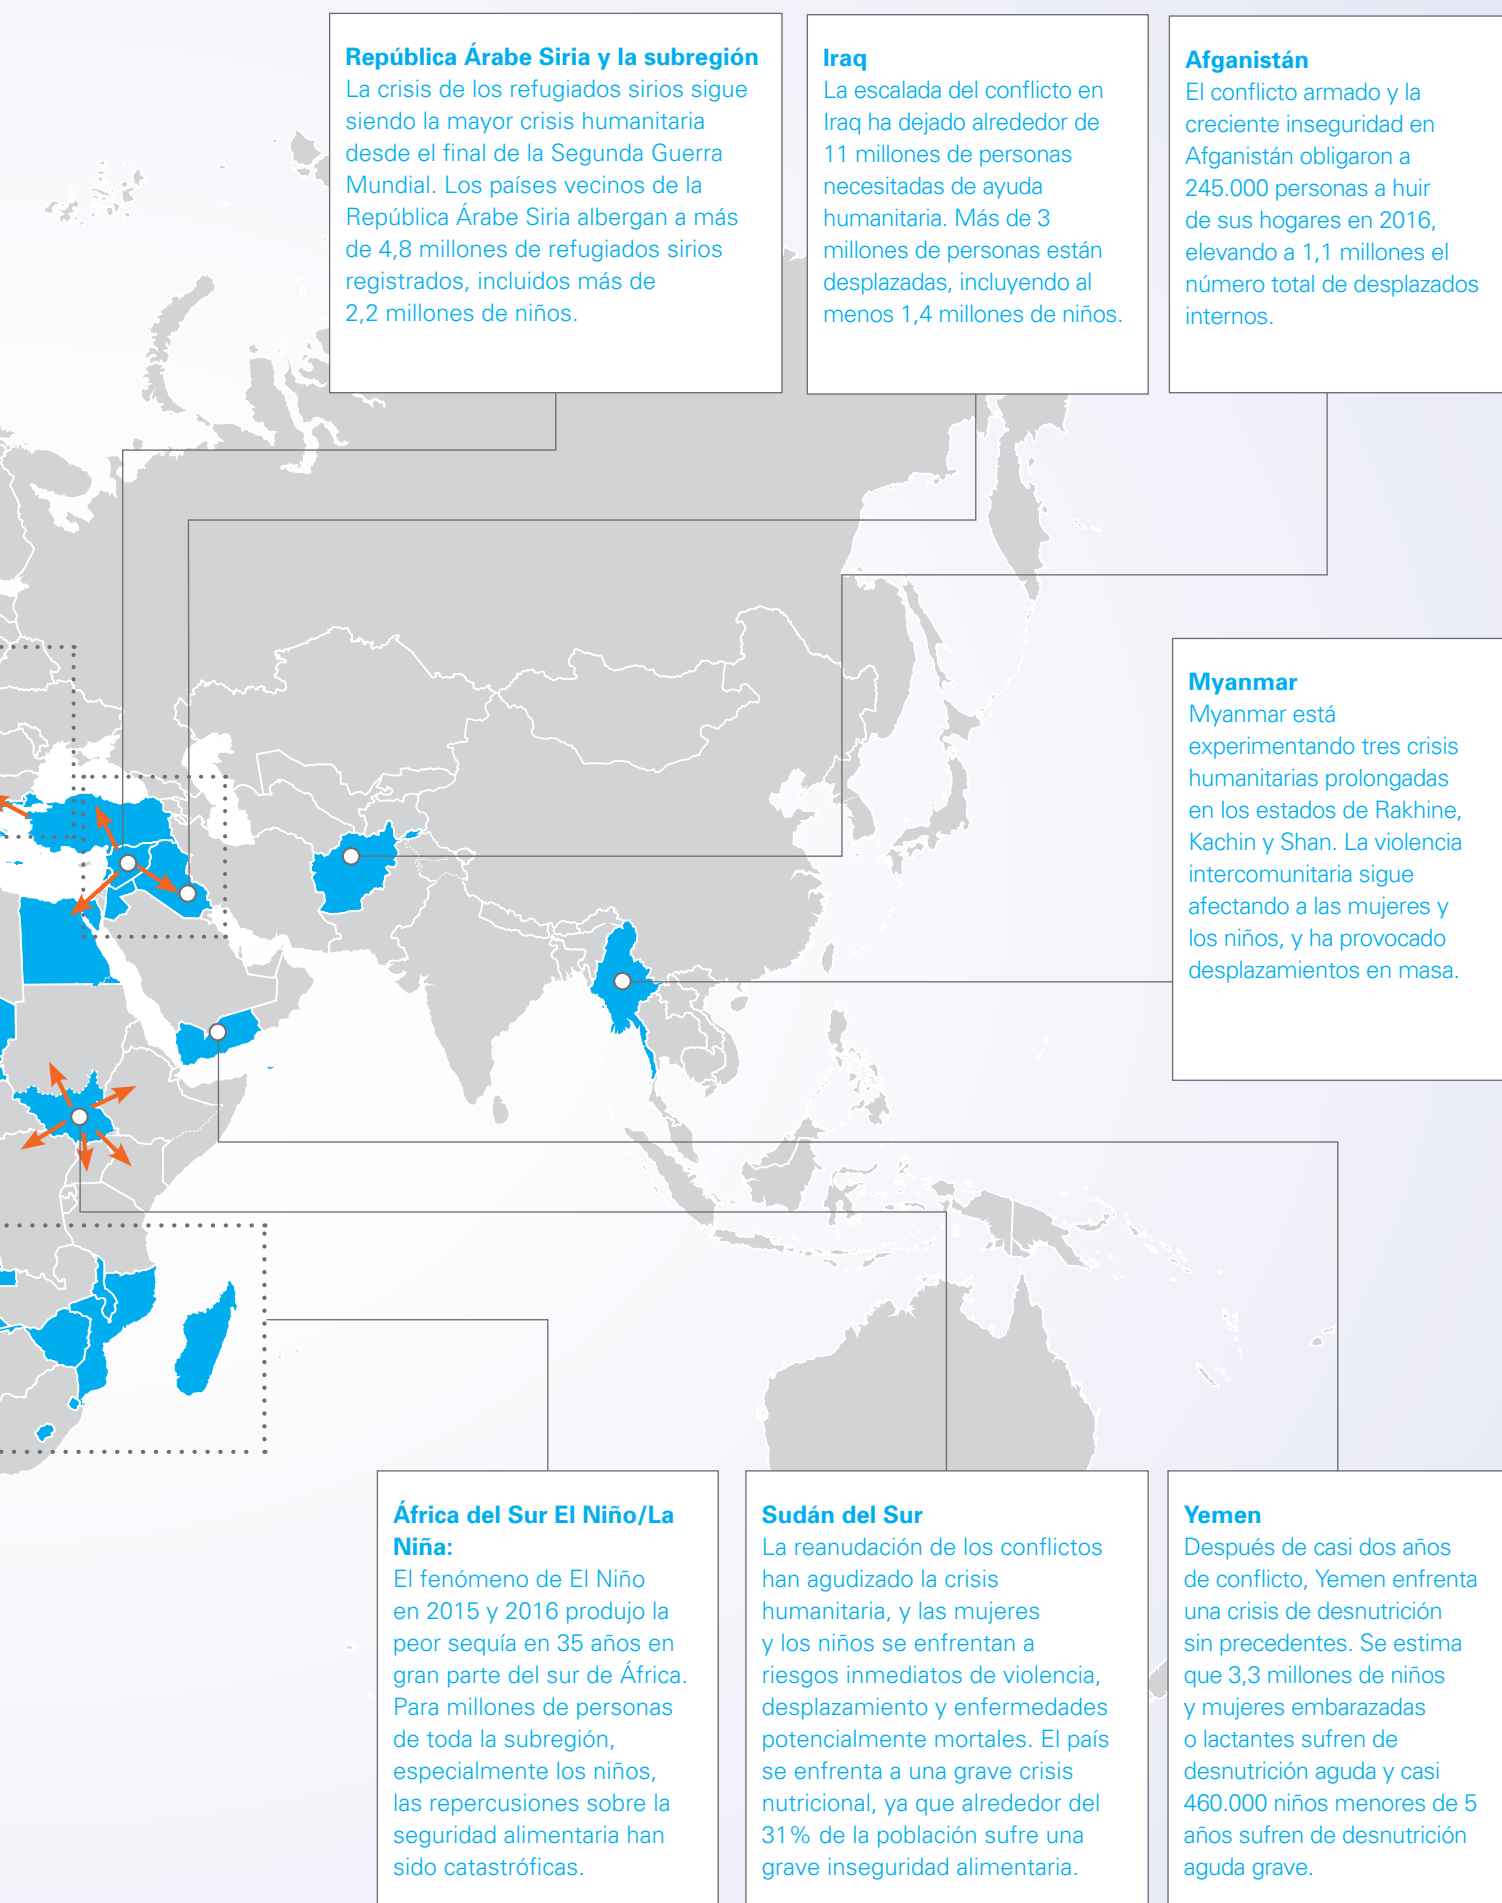 República Árabe Siria y la subregión
La crisis de los refugiados sirios sigue
siendo la mayor crisis humanitaria
desde el final de la Segunda Guerra
Mundial. Los países vecinos de la
República Árabe Siria albergan a más
de 4,8 millones de refugiados sirios
registrados, incluidos más de
2,2 millones de niños.
Iraq
La escalada del conflicto en
Iraq ha dejado alrededor de
11 millones de personas
necesitadas de ayuda
humanitaria. Más de 3
millones de personas están
desplazadas, incluyendo al
menos 1,4 millones de niños.
Afganistán
El conflicto armado y la
creciente inseguridad en
Afganistán obligaron a
245.000 personas a huir
de sus hogares en 2016,
elevando a 1,1 millones el
número total de desplazados
internos.
Myanmar
Myanmar está
experimentando tres crisis
humanitarias prolongadas
en los estados de Rakhine,
Kachin y Shan. La violencia
intercomunitaria sigue
afectando a las mujeres y
los niños, y ha provocado
desplazamientos en masa.
África del Sur El Niño/La
Niña:
El fenómeno de El Niño
en 2015 y 2016 produjo la
peor sequía en 35 años en
gran parte del sur de África.
Para millones de personas
de toda la subregión,
especialmente los niños,
las repercusiones sobre la
seguridad alimentaria han
sido catastróficas.
Sudán del Sur
La reanudación de los conflictos
han agudizado la crisis
humanitaria, y las mujeres
y los niños se enfrentan a
riesgos inmediatos de violencia,
desplazamiento y enfermedades
potencialmente mortales. El país
se enfrenta a una grave crisis
nutricional, ya que alrededor del
31% de la población sufre una
grave inseguridad alimentaria.
Yemen
Después de casi dos años
de conflicto, Yemen enfrenta
una crisis de desnutrición
sin precedentes. Se estima
que 3,3 millones de niños
y mujeres embarazadas
o lactantes sufren de
desnutrición aguda y casi
460.000 niños menores de 5
años sufren de desnutrición
aguda grave.